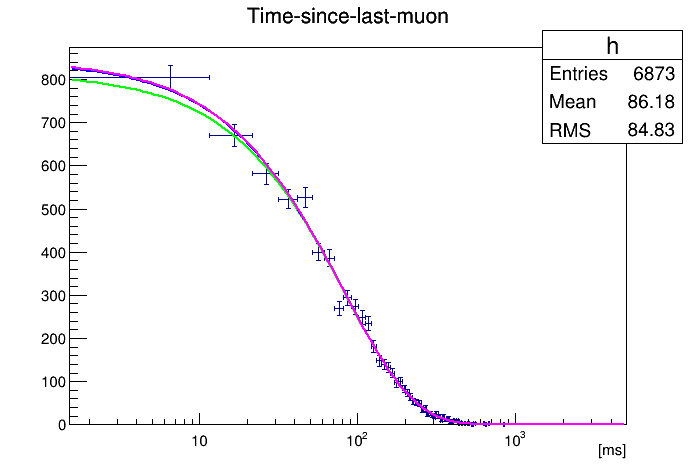 Time-since-last-muon
h
Entries 6873
Mean 86.18
RMS 84.83
800
700
600
500
400
300
200
100
0
10 10² 10³
[ms]